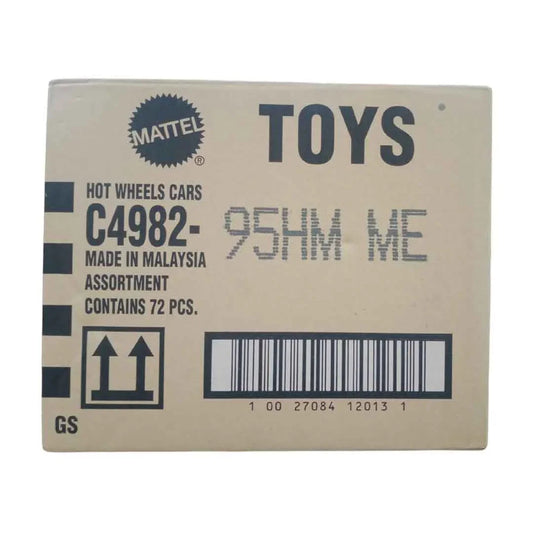 MATTEL
®
TOYS
HOT WHEELS CARS
C4982- 95HM ME
MADE IN MALAYSIA
ASSORTMENT
CONTAINS 72 PCS.
1 00 27084 12013 1
GS